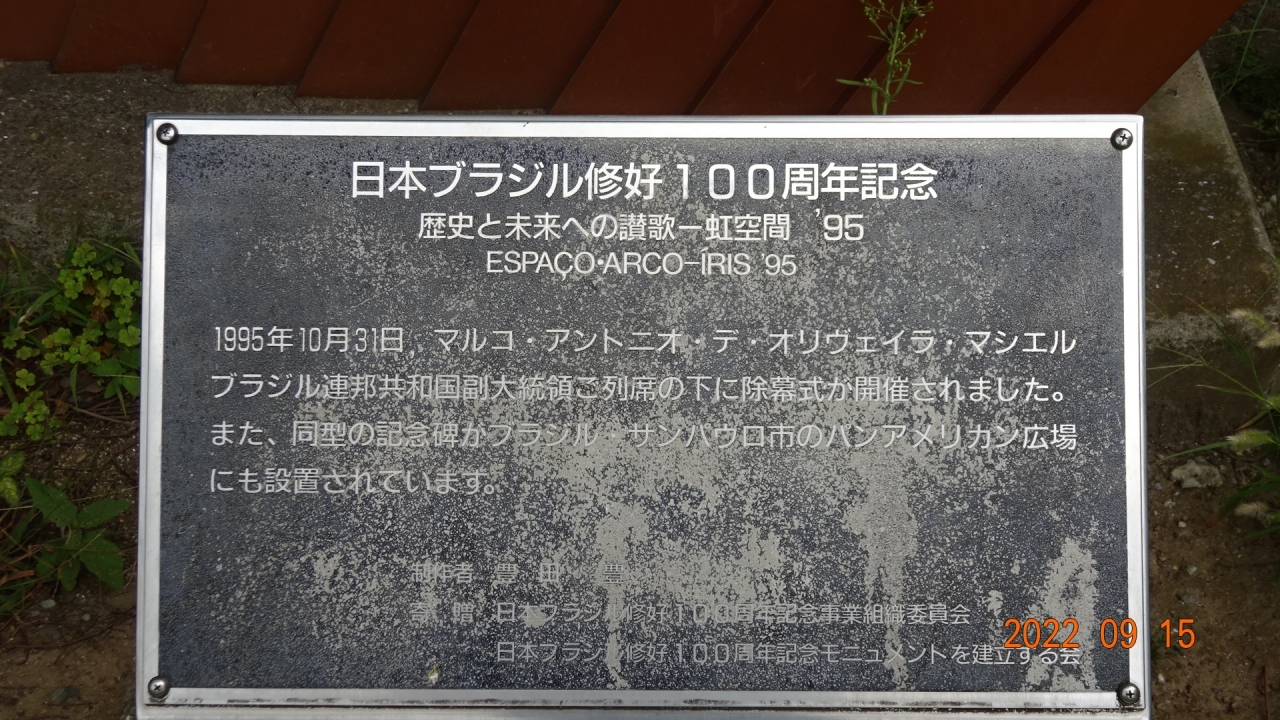 日本ブラジル修好100周年記念
歴史と未来への讃歌ー虹空間 '95
ESPAÇO・ARCO-ÍRIS '95
1995年10月31日, マルコ・アントニオ・デ・オリヴェイラ・マシエル
ブラジル連邦共和国副大統領ご列席の下に除幕式が開催されました。
また、同型の記念碑がブラジル・サンパウロ市のパンアメリカン広場
にも設置されています。
制作者 豊田 豊
寄 贈 日本ブラジル修好100周年記念事業組織委員会
日本ブラジル修好100周年記念モニュメントを建立する会
2022 09 15